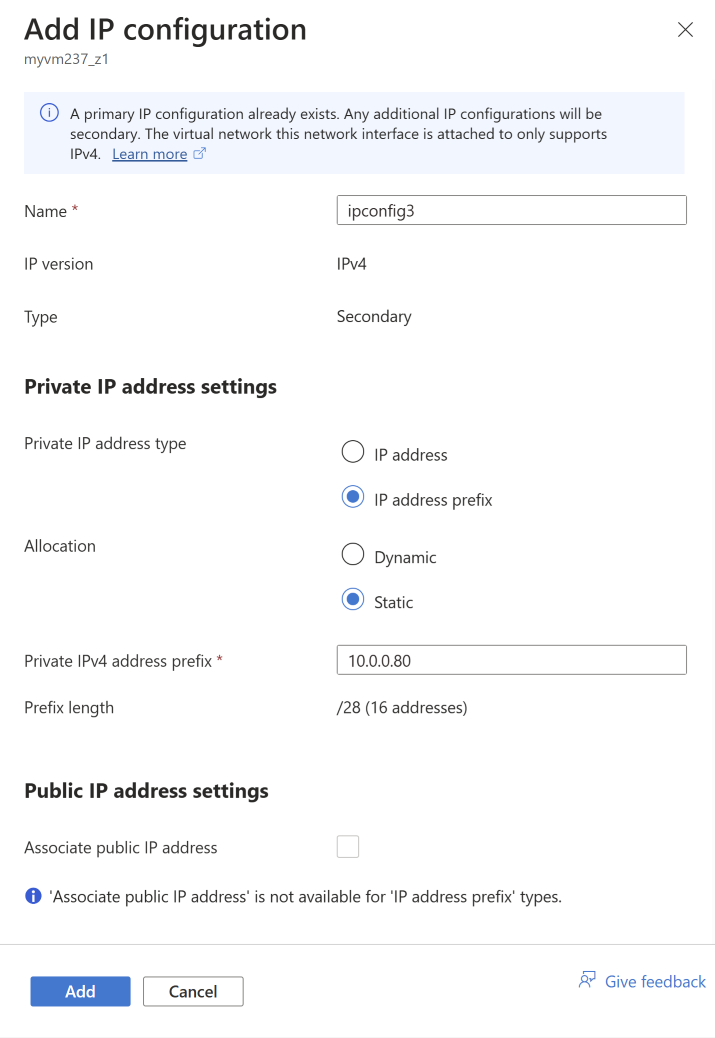 Add IP configuration
myvm237_z1
A primary IP configuration already exists. Any additional IP configurations will be
secondary. The virtual network this network interface is attached to only supports
IPv4. Learn more
Name * ipconfig3
IP version IPv4
Type Secondary
Private IP address settings
Private IP address type IP address
IP address prefix
Allocation Dynamic
Static
Private IPv4 address prefix * 10.0.0.80
Prefix length /28 (16 addresses)
Public IP address settings
Associate public IP address
'Associate public IP address' is not available for 'IP address prefix' types.
Add Cancel Give feedback